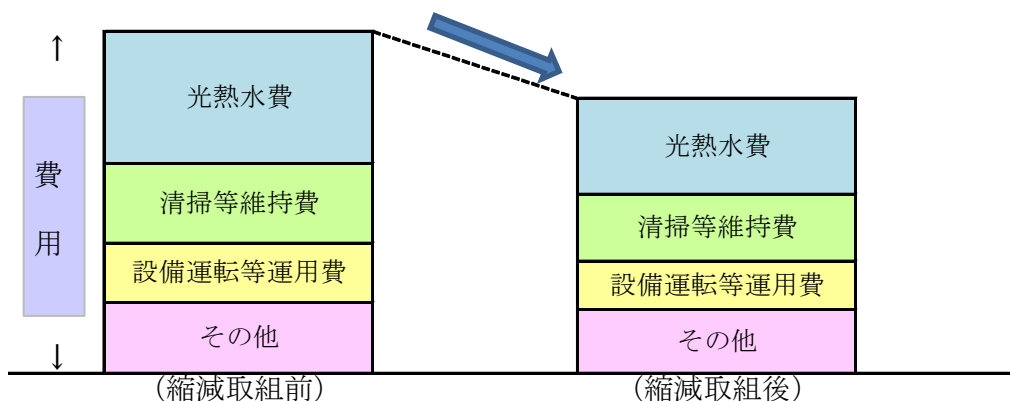 ↑
費
用
↓
光熱水費
清掃等維持費
設備運転等運用費
その他
(縮減取組前)
光熱水費
清掃等維持費
設備運転等運用費
その他
(縮減取組後)